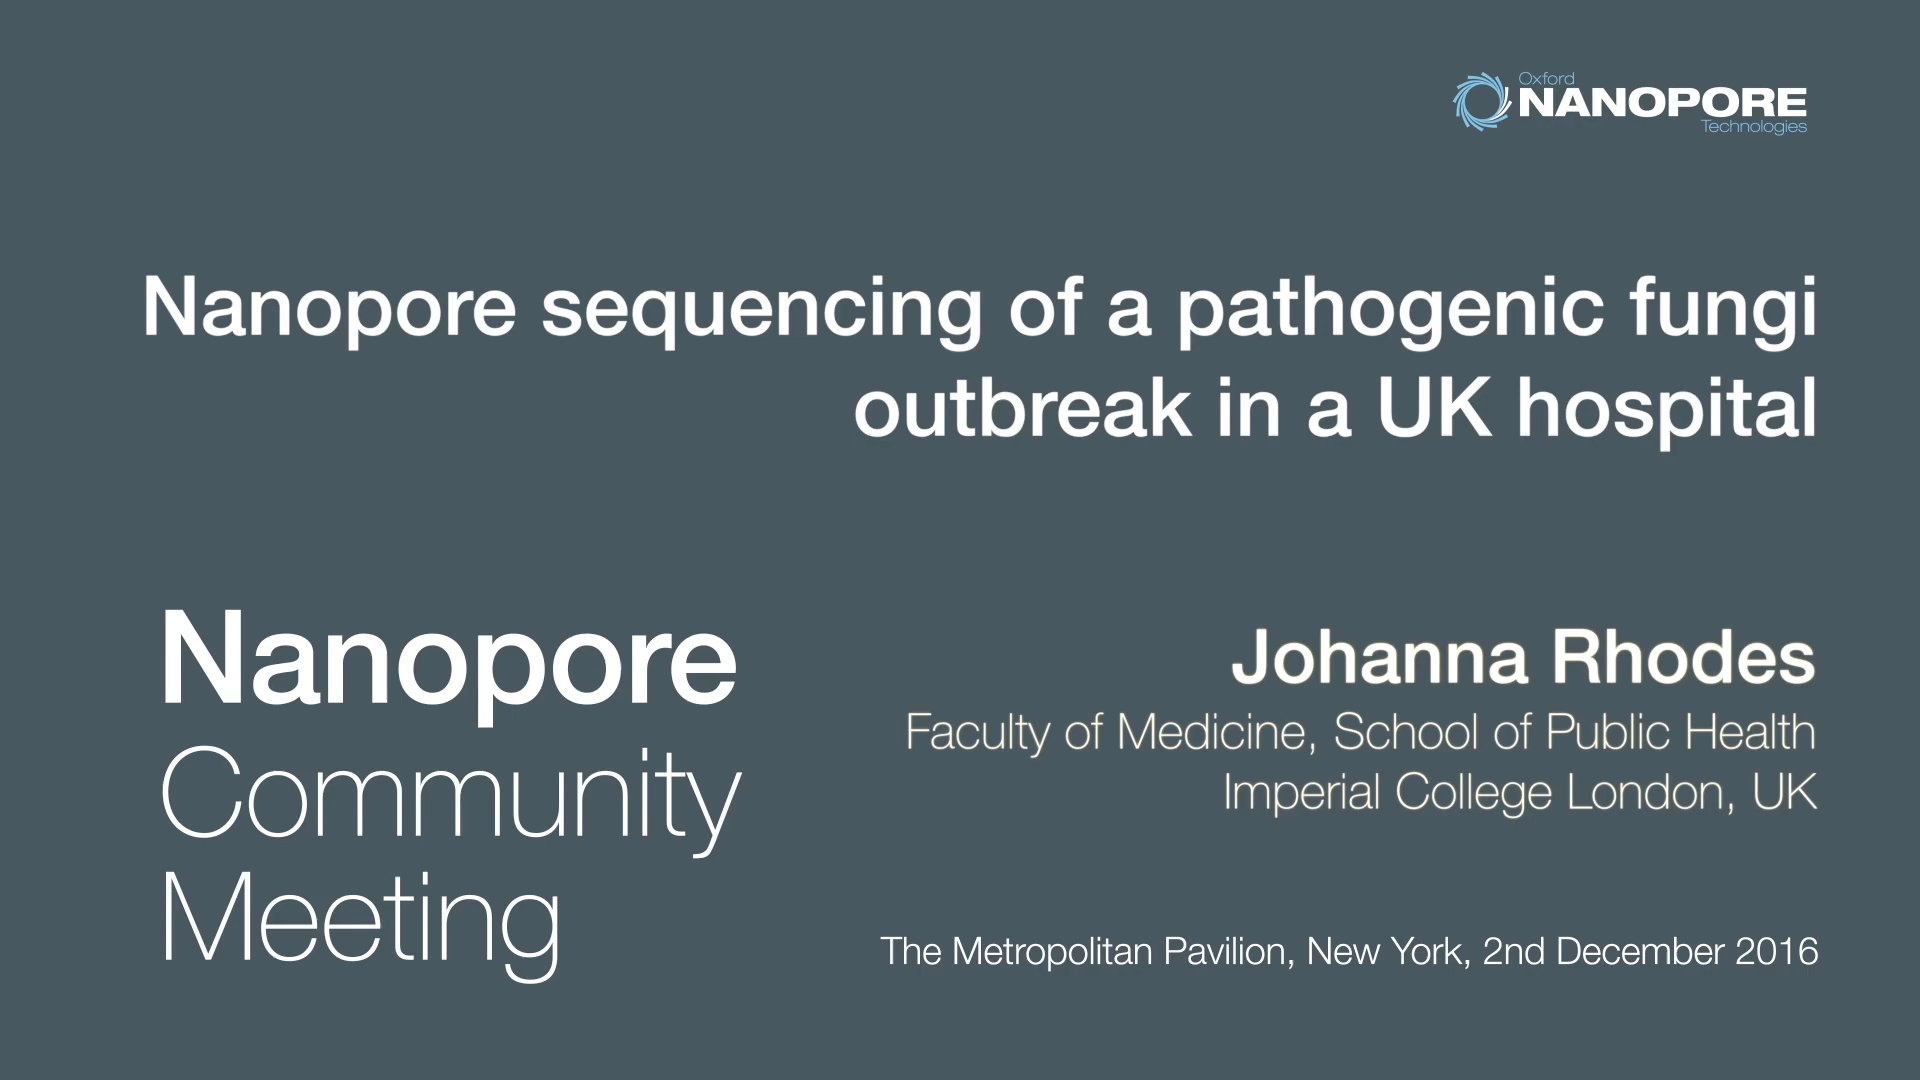 Oxford
NANOPORE
Technologies
Nanopore sequencing of a pathogenic fungi
outbreak in a UK hospital
Nanopore
Community
Meeting
Johanna Rhodes
Faculty of Medicine, School of Public Health
Imperial College London, UK
The Metropolitan Pavilion, New York, 2nd December 2016